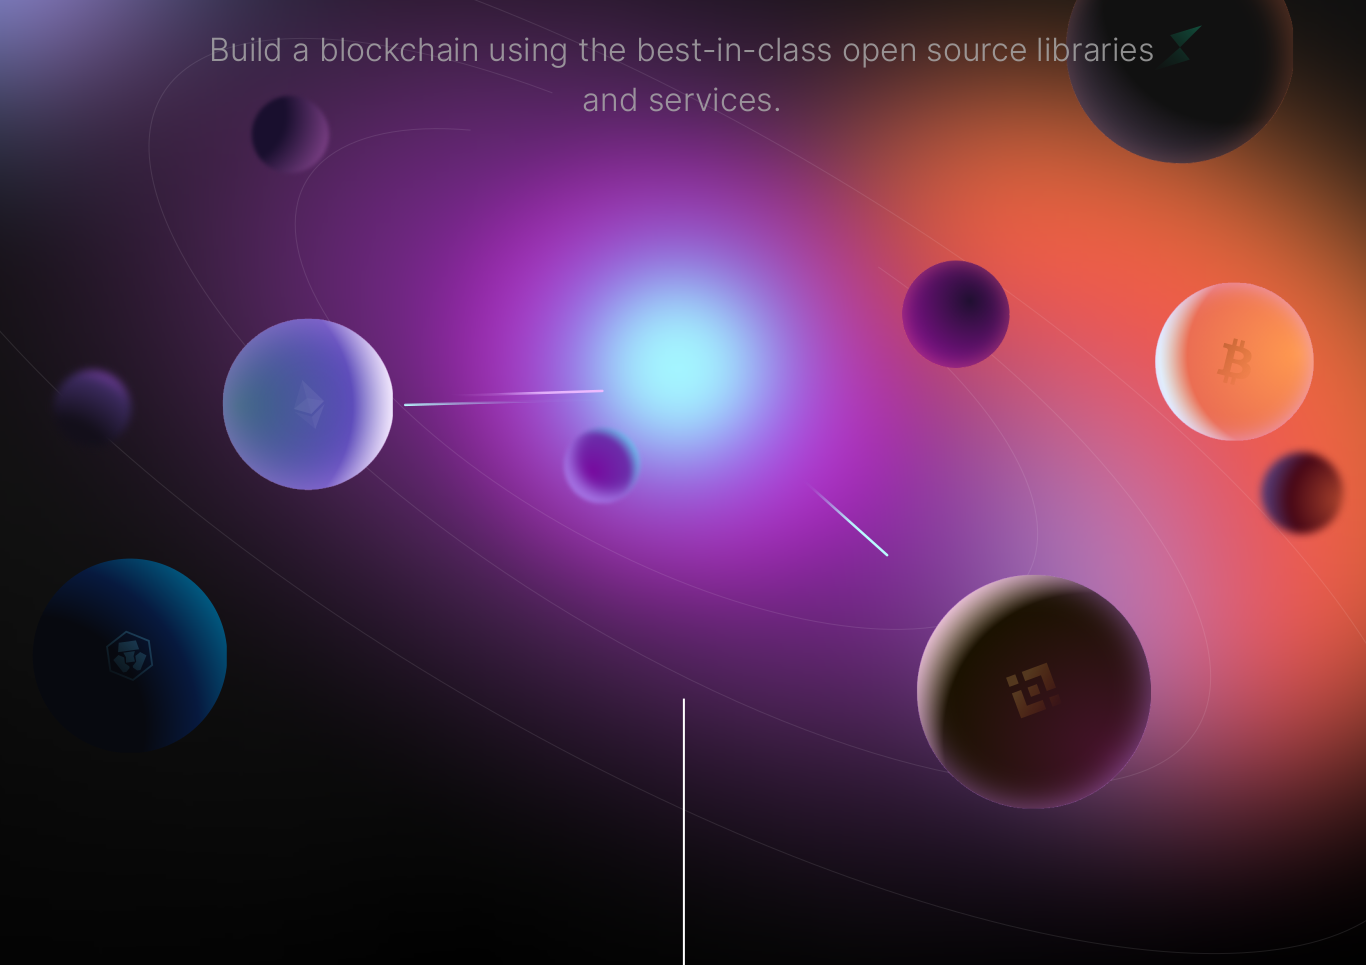 Build a blockchain using the best-in-class open source libraries
and services.